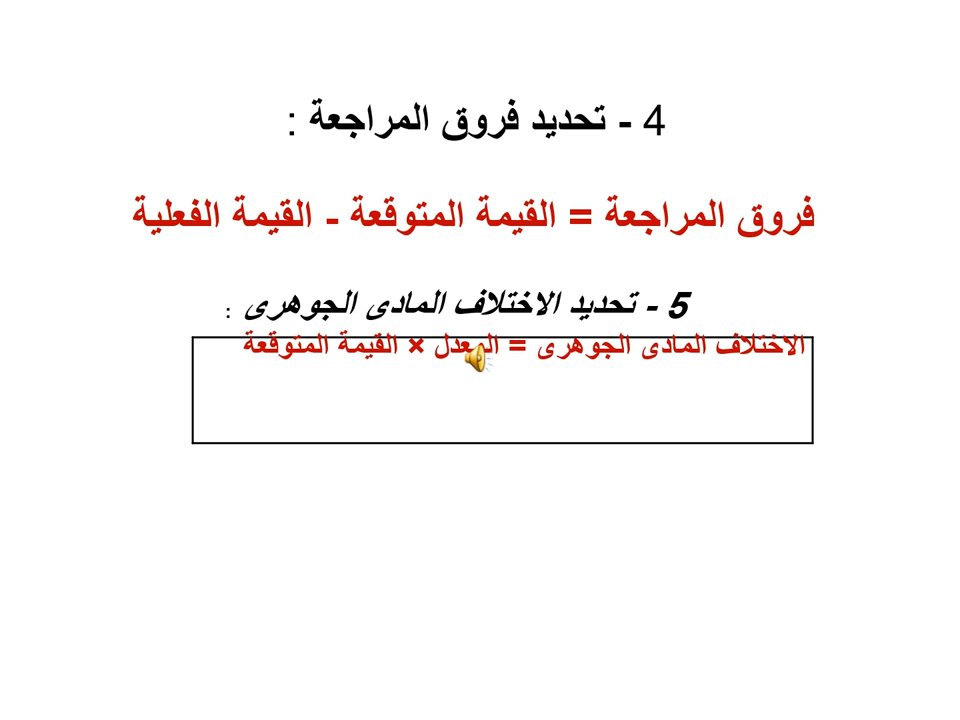 4 - تحديد فروق المراجعة :
فروق المراجعة = القيمة المتوقعة - القيمة الفعلية
5 - تحديد الاختلاف المادى الجوهرى :
الاختلاف المادى الجوهرى = المعدل × القيمة المتوقعة